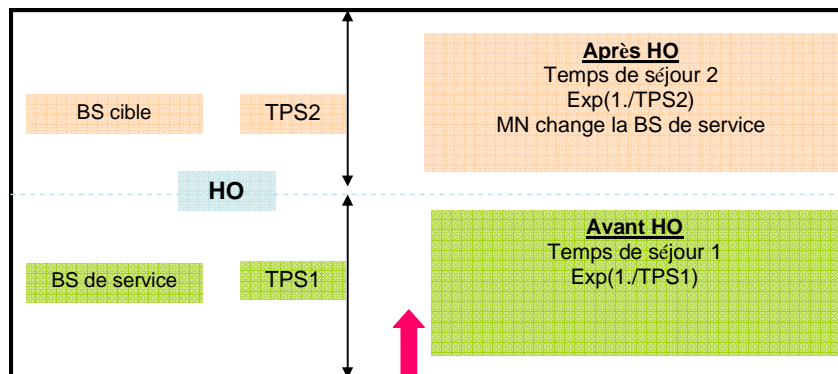 Après HO
Temps de séjour 2
Exp(1./TPS2)
MN change la BS de service
BS cible
TPS2
HO
Avant HO
Temps de séjour 1
Exp(1./TPS1)
BS de service
TPS1